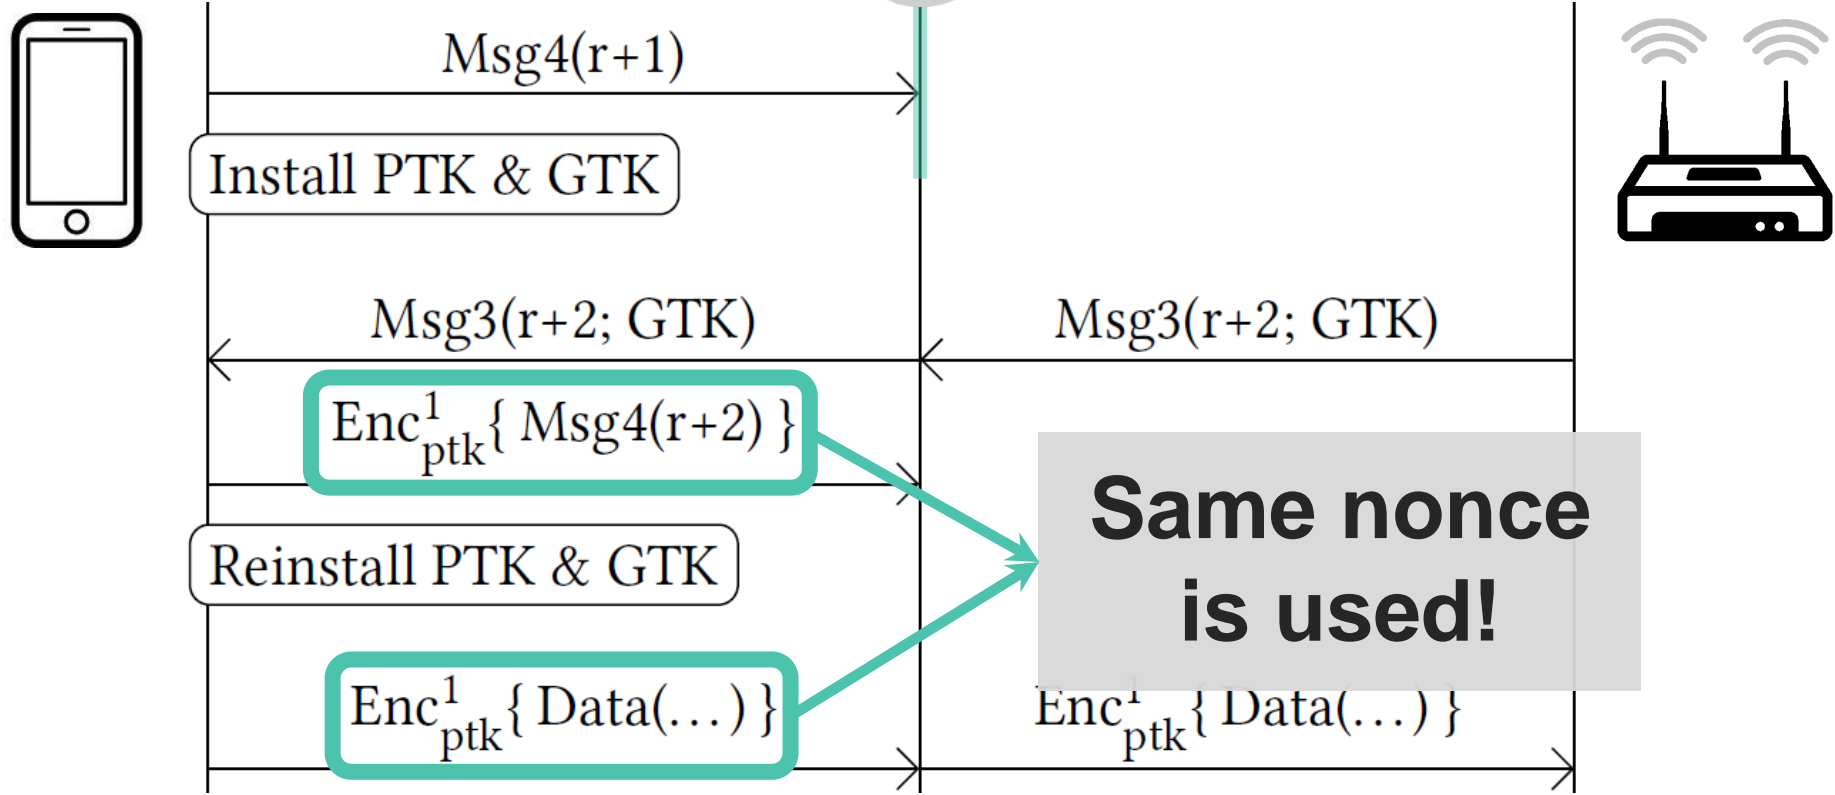 Msg4(r+1)
Install PTK & GTK
Msg3(r+2; GTK)
Msg3(r+2; GTK)
Enc¹ptk{ Msg4(r+2) }
Same nonce
is used!
Reinstall PTK & GTK
Enc¹ptk{ Data(…) }
Enc¹ptk{ Data(…) }